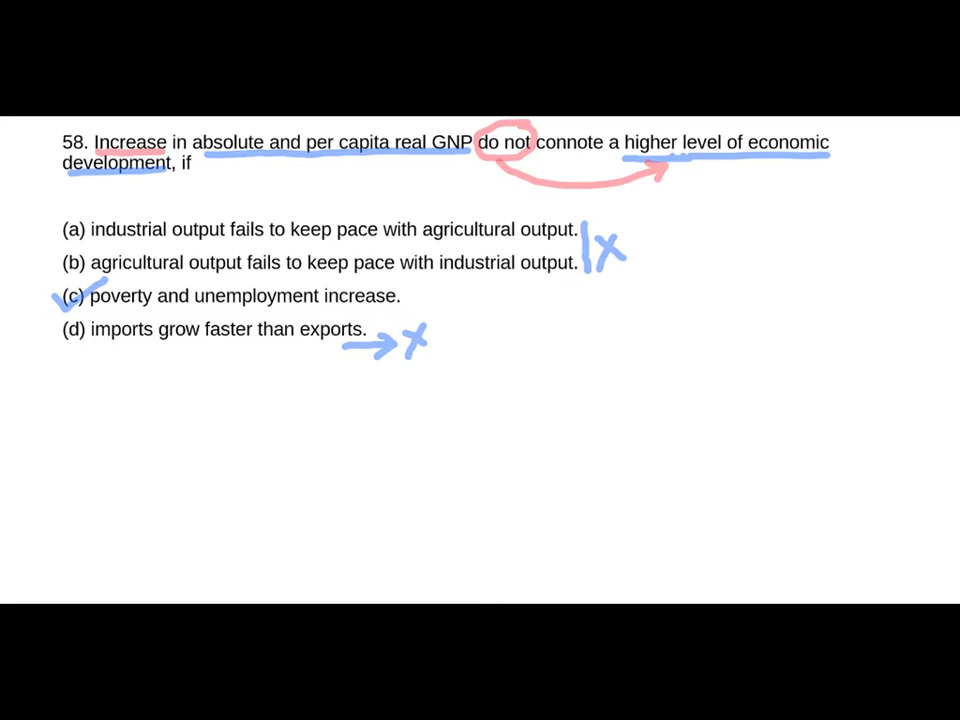 58. Increase in absolute and per capita real GNP do not connote a higher level of economic
development, if
(a) industrial output fails to keep pace with agricultural output.
(b) agricultural output fails to keep pace with industrial output.
(c) poverty and unemployment increase.
(d) imports grow faster than exports.